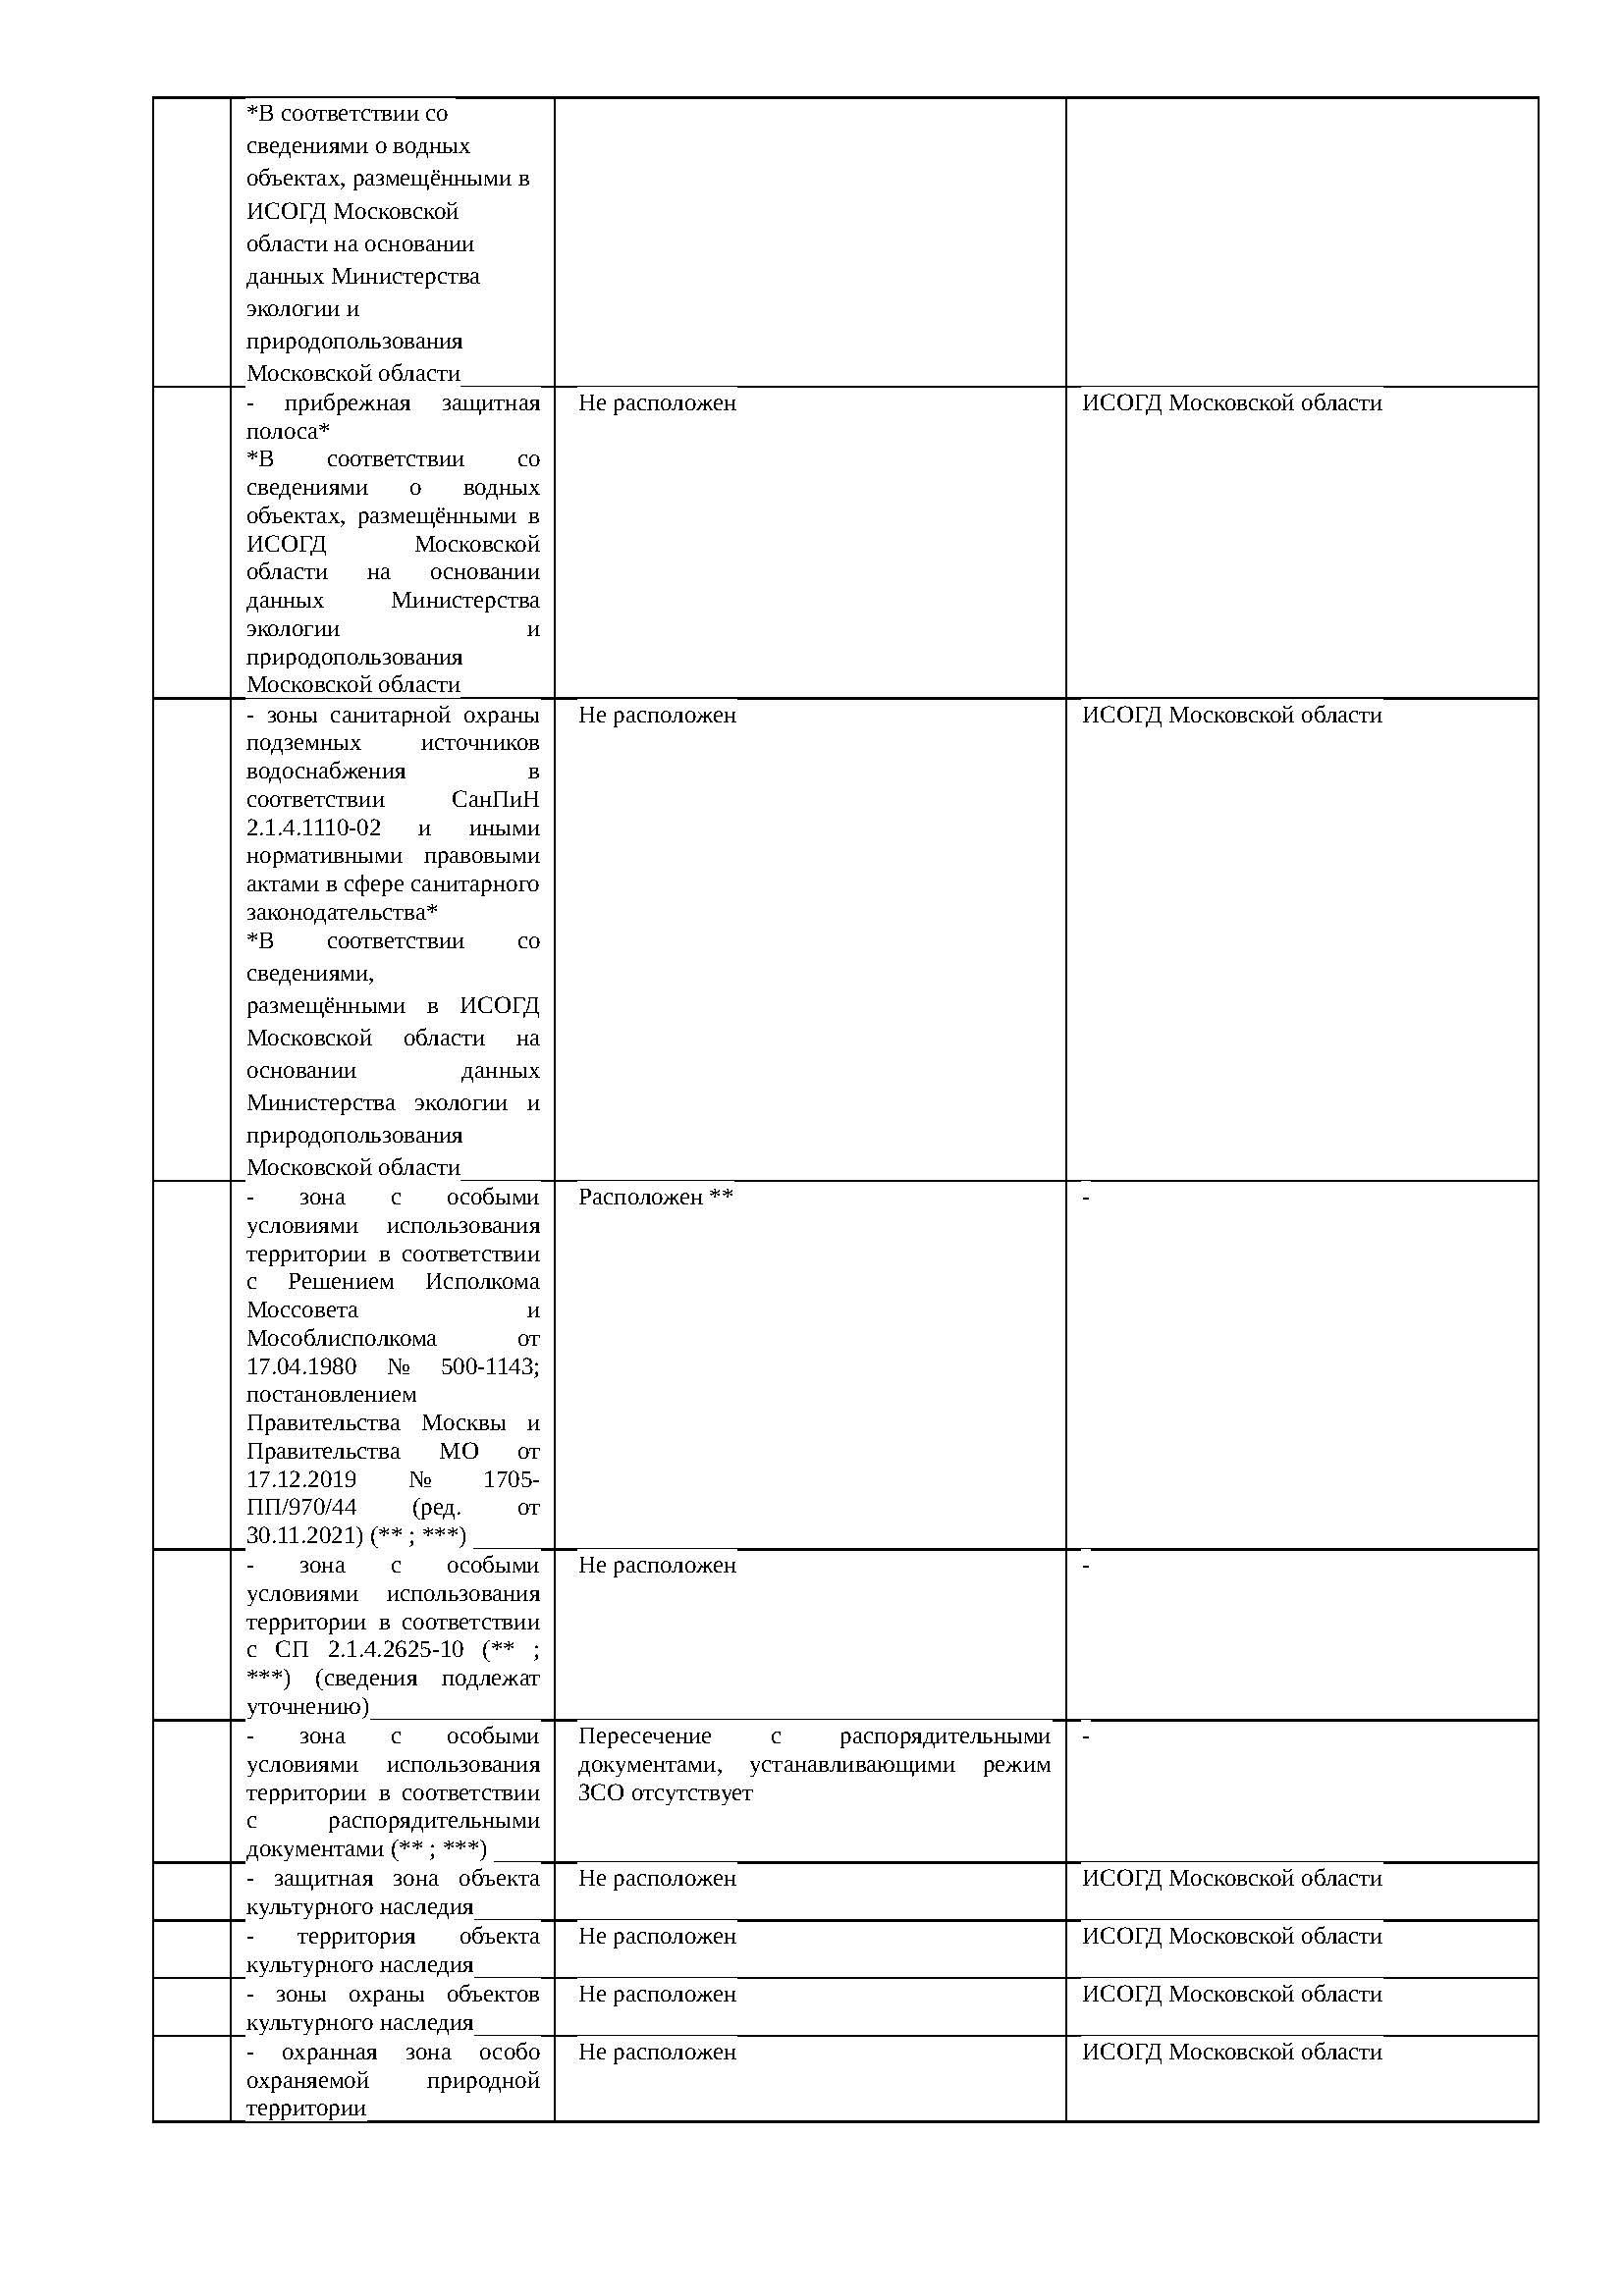 *В соответствии со
сведениями о водных
объектах, размещёнными в
ИСОГД Московской
области на основании
данных Министерства
экологии и
природопользования
Московской области
- прибрежная защитная
полоса*
*В соответствии со
сведениями о водных
объектах, размещёнными в
ИСОГД Московской
области на основании
данных Министерства
экологии и
природопользования
Московской области
Не расположен
ИСОГД Московской области
- зоны санитарной охраны
подземных источников
водоснабжения в
соответствии СанПиН
2.1.4.1110-02 и иными
нормативными правовыми
актами в сфере санитарного
законодательства*
*В соответствии со
сведениями,
размещёнными в ИСОГД
Московской области на
основании данных
Министерства экологии и
природопользования
Московской области
Не расположен
ИСОГД Московской области
- зона с особыми
условиями использования
территории в соответствии
с Решением Исполкома
Моссовета и
Мособлисполкома от
17.04.1980 № 500-1143;
постановлением
Правительства Москвы и
Правительства МО от
17.12.2019 № 1705-
ПП/970/44 (ред. от
30.11.2021) (** ; ***)
Расположен **
-
- зона с особыми
условиями использования
территории в соответствии
с СП 2.1.4.2625-10 (** ;
***) (сведения подлежат
уточнению)
Не расположен
-
- зона с особыми
условиями использования
территории в соответствии
с распорядительными
документами (** ; ***)
Пересечение с распорядительными
документами, устанавливающими режим
ЗСО отсутствует
-
- защитная зона объекта
культурного наследия
Не расположен
ИСОГД Московской области
- территория объекта
культурного наследия
Не расположен
ИСОГД Московской области
- зоны охраны объектов
культурного наследия
Не расположен
ИСОГД Московской области
- охранная зона особо
охраняемой природной
территории
Не расположен
ИСОГД Московской области